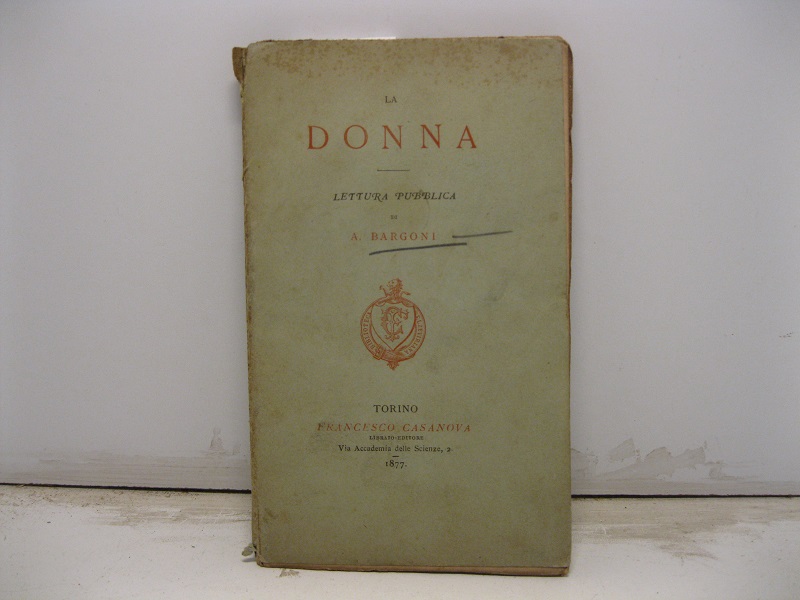 LA
DONNA
LETTURA PUBBLICA
DI
A. BARGONI
TORINO
FRANCESCO CASANOVA
LIBRAIO-EDITORE
Via Accademia delle Scienze, 2
1877